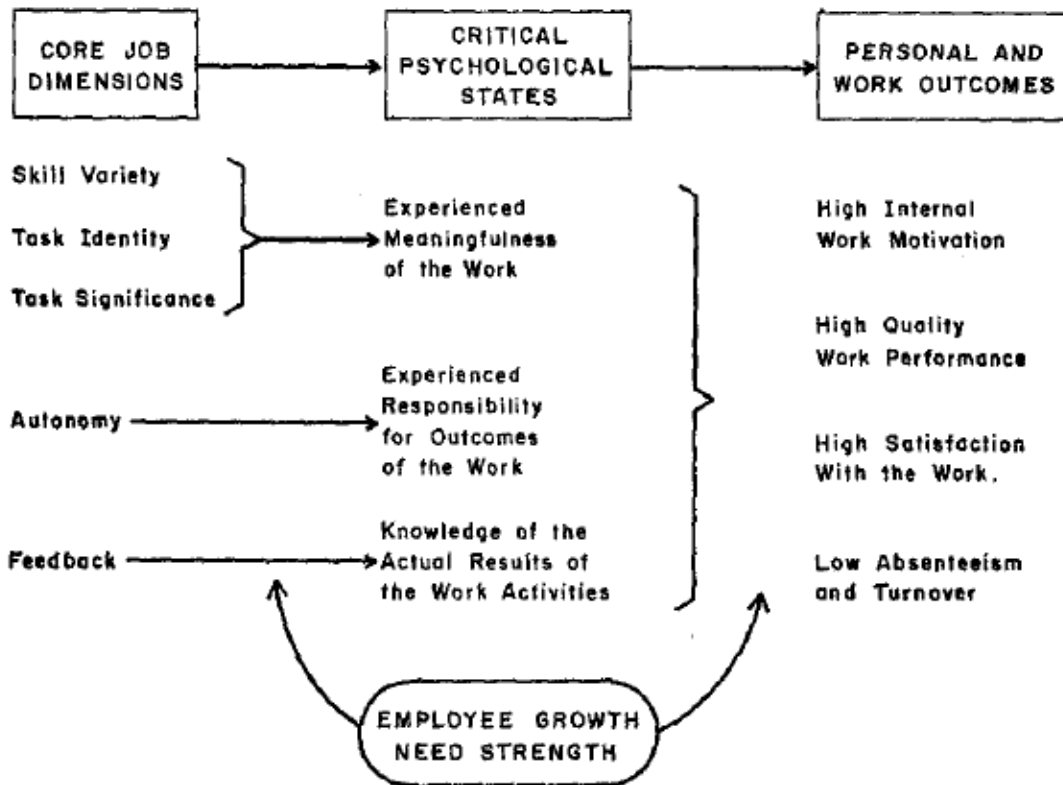 CORE JOB
DIMENSIONS
CRITICAL
PSYCHOLOGICAL
STATES
PERSONAL AND
WORK OUTCOMES
Skill Variety
Task Identity
Task Significance
Experienced
Meaningfulness
of the Work
High Internal
Work Motivation
High Quality
Work Performance
Autonomy
Experienced
Responsibility
for Outcomes
of the Work
High Satisfaction
With the Work.
Feedback
Knowledge of the
Actual Results of
the Work Activities
Low Absenteeism
and Turnover
EMPLOYEE GROWTH
NEED STRENGTH